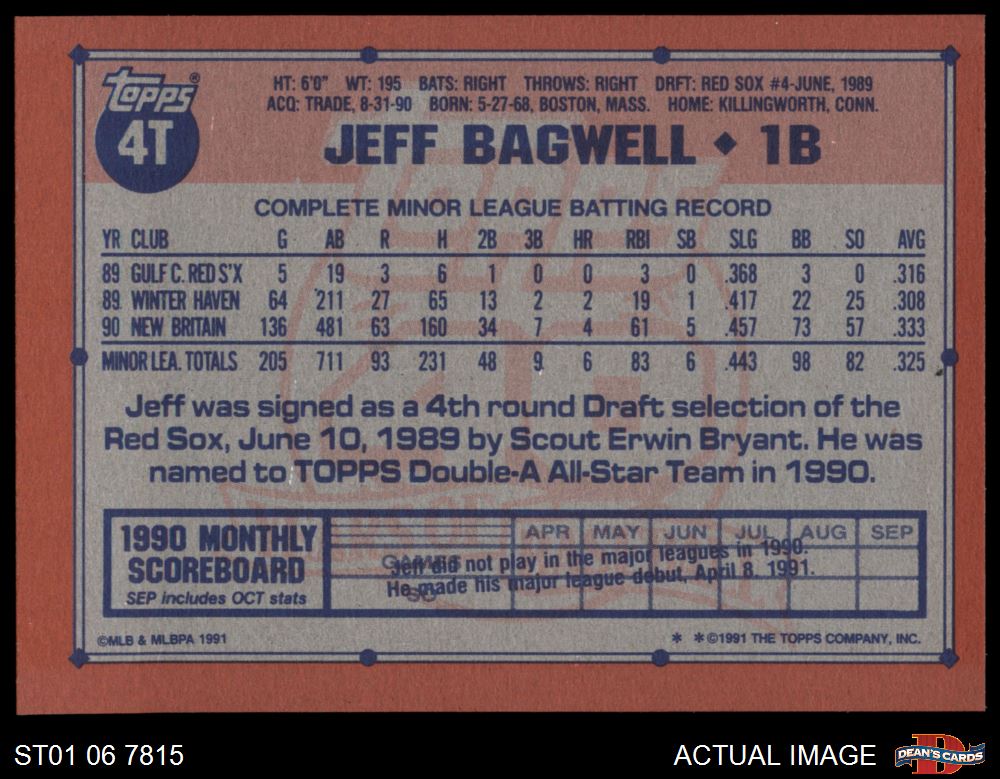 Topps®
4T
HT: 6'0" WT: 195 BATS: RIGHT THROWS: RIGHT DRFT: RED SOX #4-JUNE, 1989
ACQ: TRADE, 8-31-90 BORN: 5-27-68, BOSTON, MASS. HOME: KILLINGWORTH, CONN.
JEFF BAGWELL ◆ 1B
COMPLETE MINOR LEAGUE BATTING RECORD
YR CLUB G AB R H 2B 3B HR RBI SB SLG BB SO AVG
89 GULF C. RED S'X 5 19 3 6 1 0 0 3 0 .368 3 0 .316
89 WINTER HAVEN 64 211 27 65 13 2 2 19 1 .417 22 25 .308
90 NEW BRITAIN 136 481 63 160 34 7 4 61 5 .457 73 57 .333
MINOR LEA. TOTALS 205 711 93 231 48 9 6 83 6 .443 98 82 .325
Jeff was signed as a 4th round Draft selection of the
Red Sox, June 10, 1989 by Scout Erwin Bryant. He was
named to TOPPS Double-A All-Star Team in 1990.
1990 MONTHLY
SCOREBOARD
SEP includes OCT stats
APR MAY JUN JUL AUG SEP
GAMES
Jeff did not play in the major leagues in 1990.
He made his major league debut, April 8, 1991.
SO
©MLB & MLBPA 1991
* * ©1991 THE TOPPS COMPANY, INC.
ST01 06 7815
ACTUAL IMAGE
DEAN'S CARDS